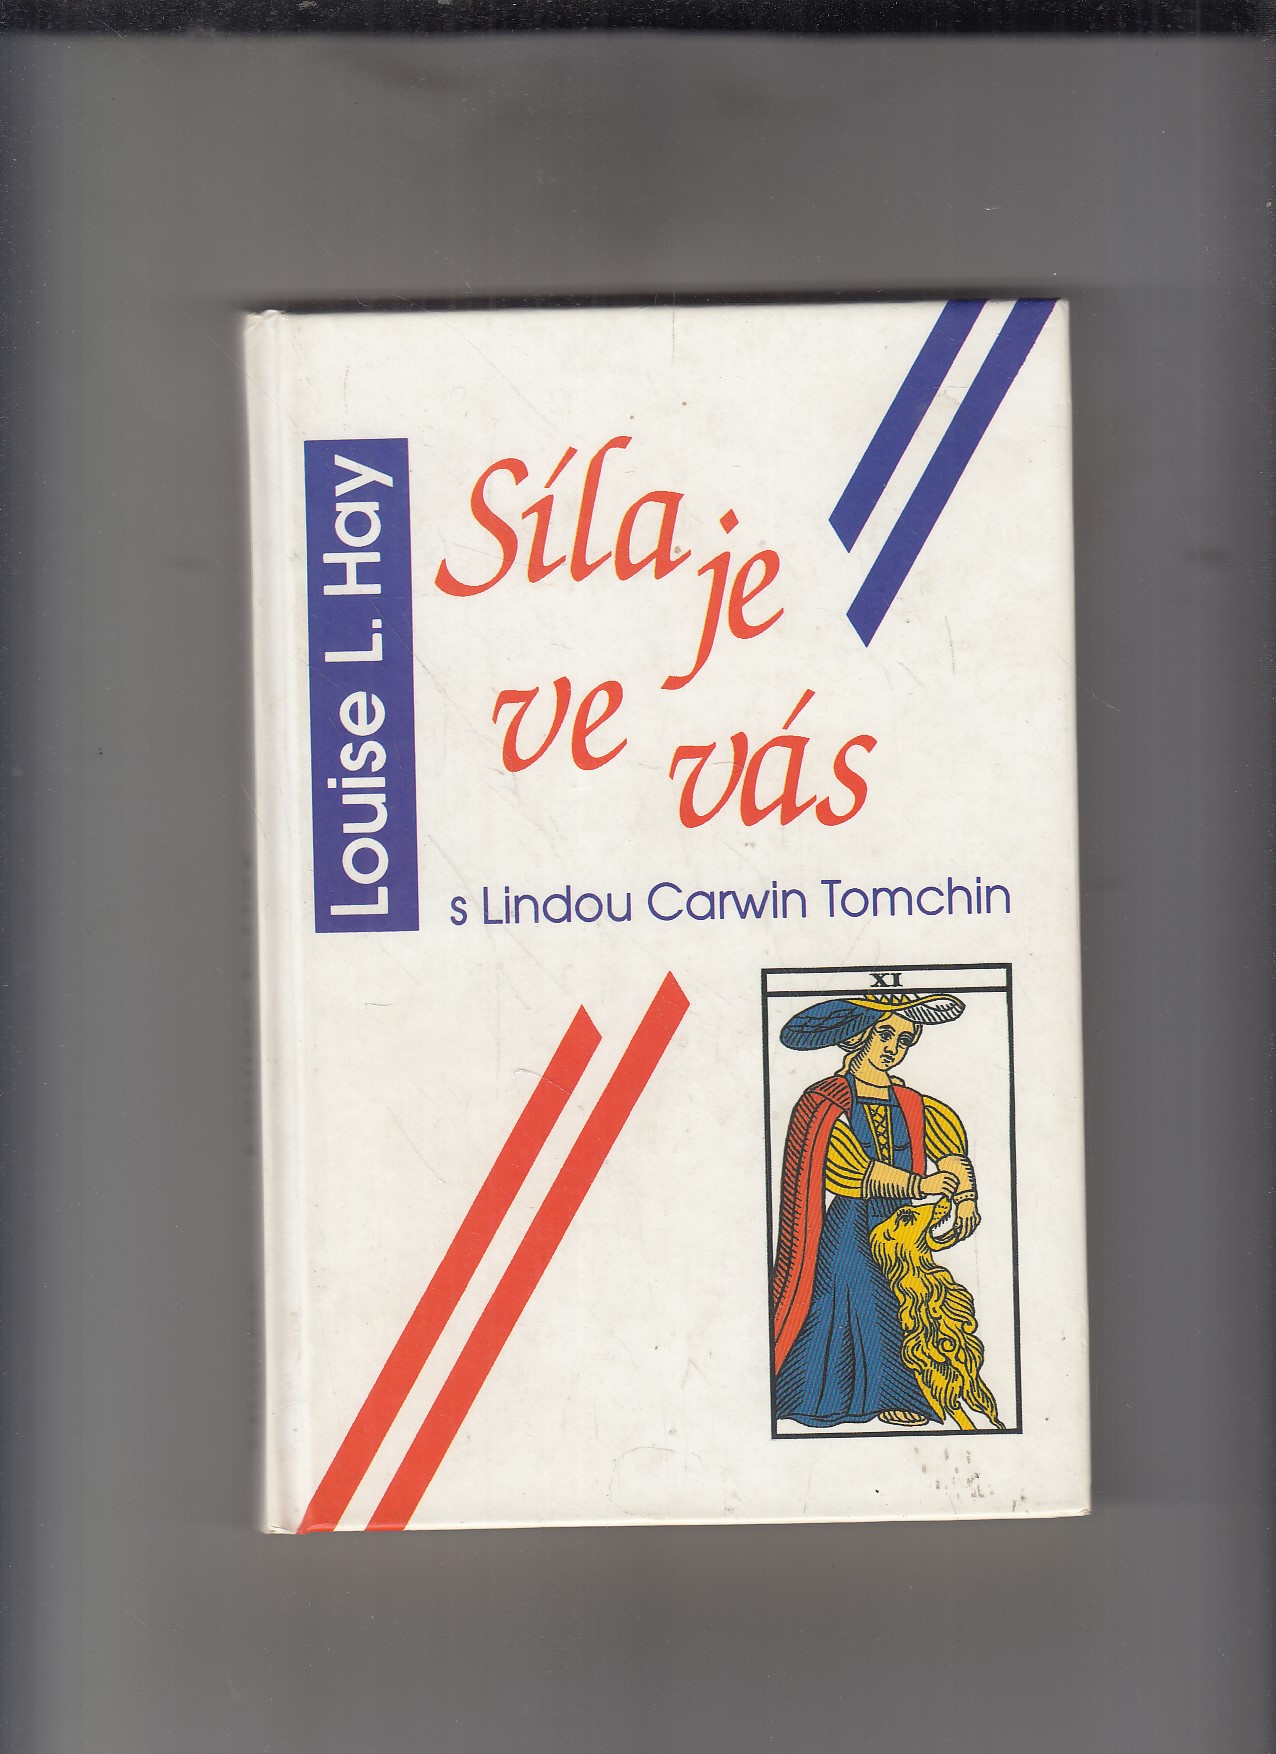 Louise L. Hay
Síla je
ve vás
s Lindou Carwin Tomchin
XI